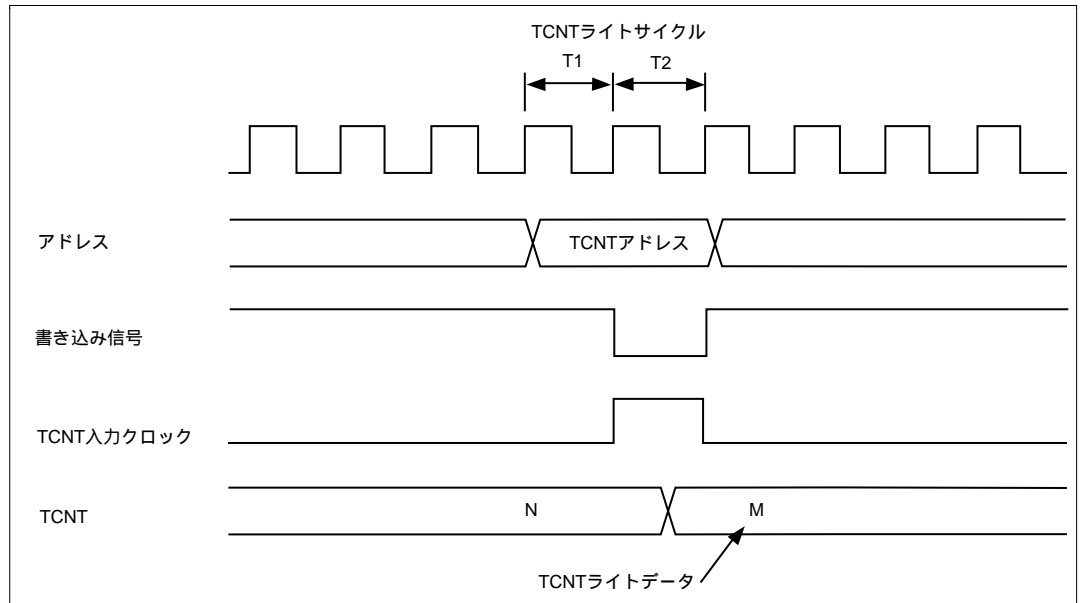 TCNTライトサイクル
T1 T2
アドレス TCNTアドレス
書き込み信号
TCNT入力クロック
TCNT N M
TCNTライトデータ